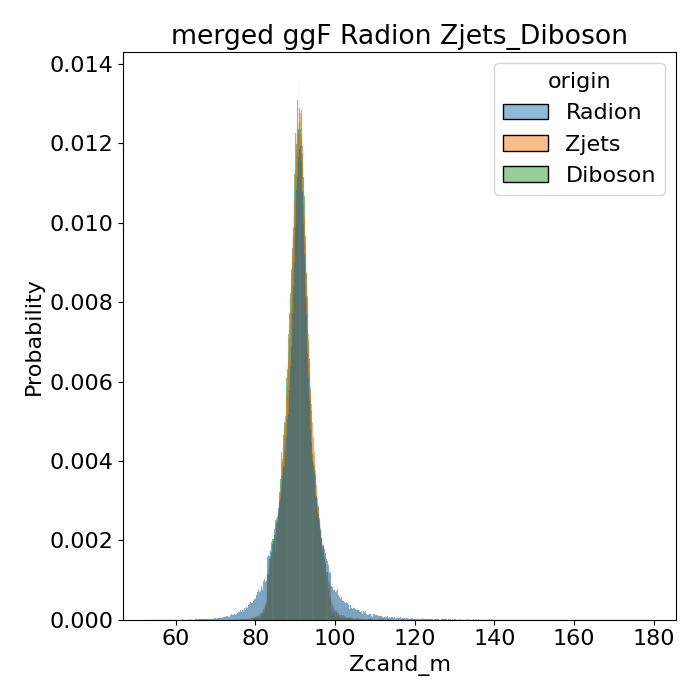 merged ggF Radion Zjets_Diboson
origin
Radion
Zjets
Diboson
Probability
0.014
0.012
0.010
0.008
0.006
0.004
0.002
0.000
60 80 100 120 140 160 180
Zcand_m